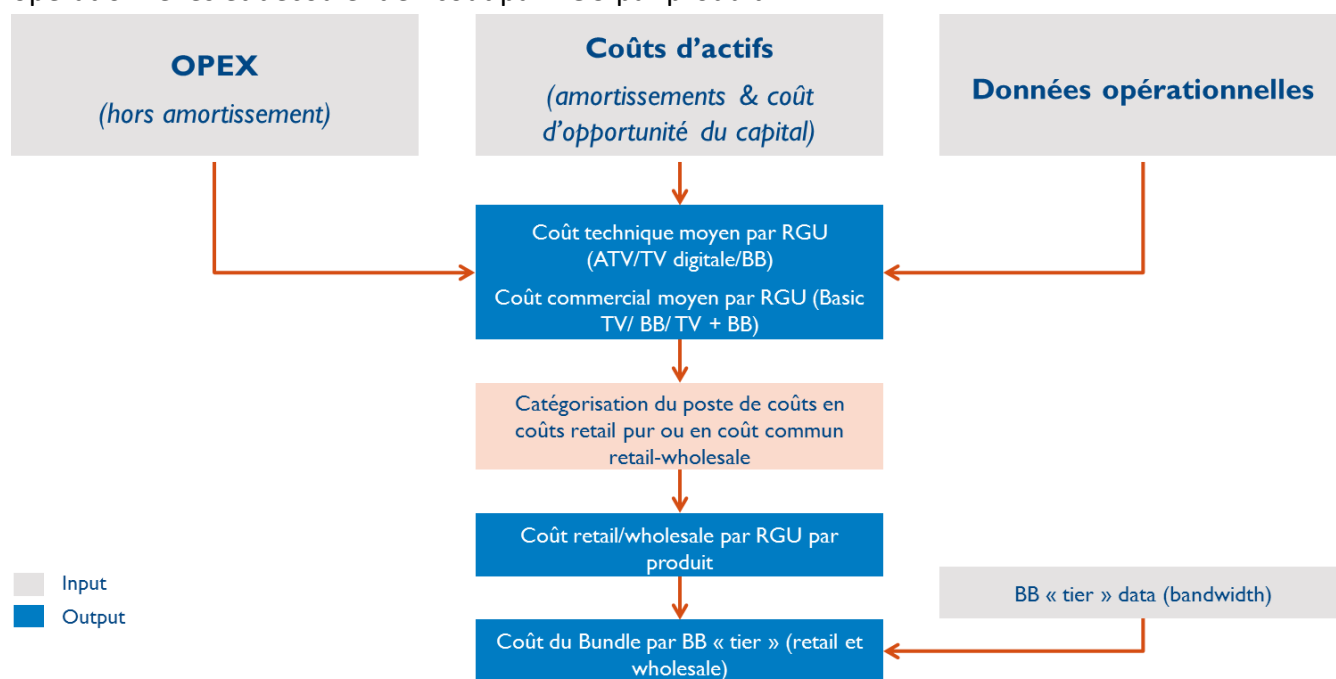 OPEX
(hors amortissement)
Coûts d'actifs
(amortissements & coût
d'opportunité du capital)
Données opérationnelles
Coût technique moyen par RGU
(ATV/TV digitale/BB)
Coût commercial moyen par RGU (Basic
TV/ BB/ TV + BB)
Catégorisation du poste de coûts en
coûts retail pur ou en coût commun
retail-wholesale
Coût retail/wholesale par RGU par
produit
Input
Output
BB « tier » data (bandwidth)
Coût du Bundle par BB « tier » (retail et
wholesale)